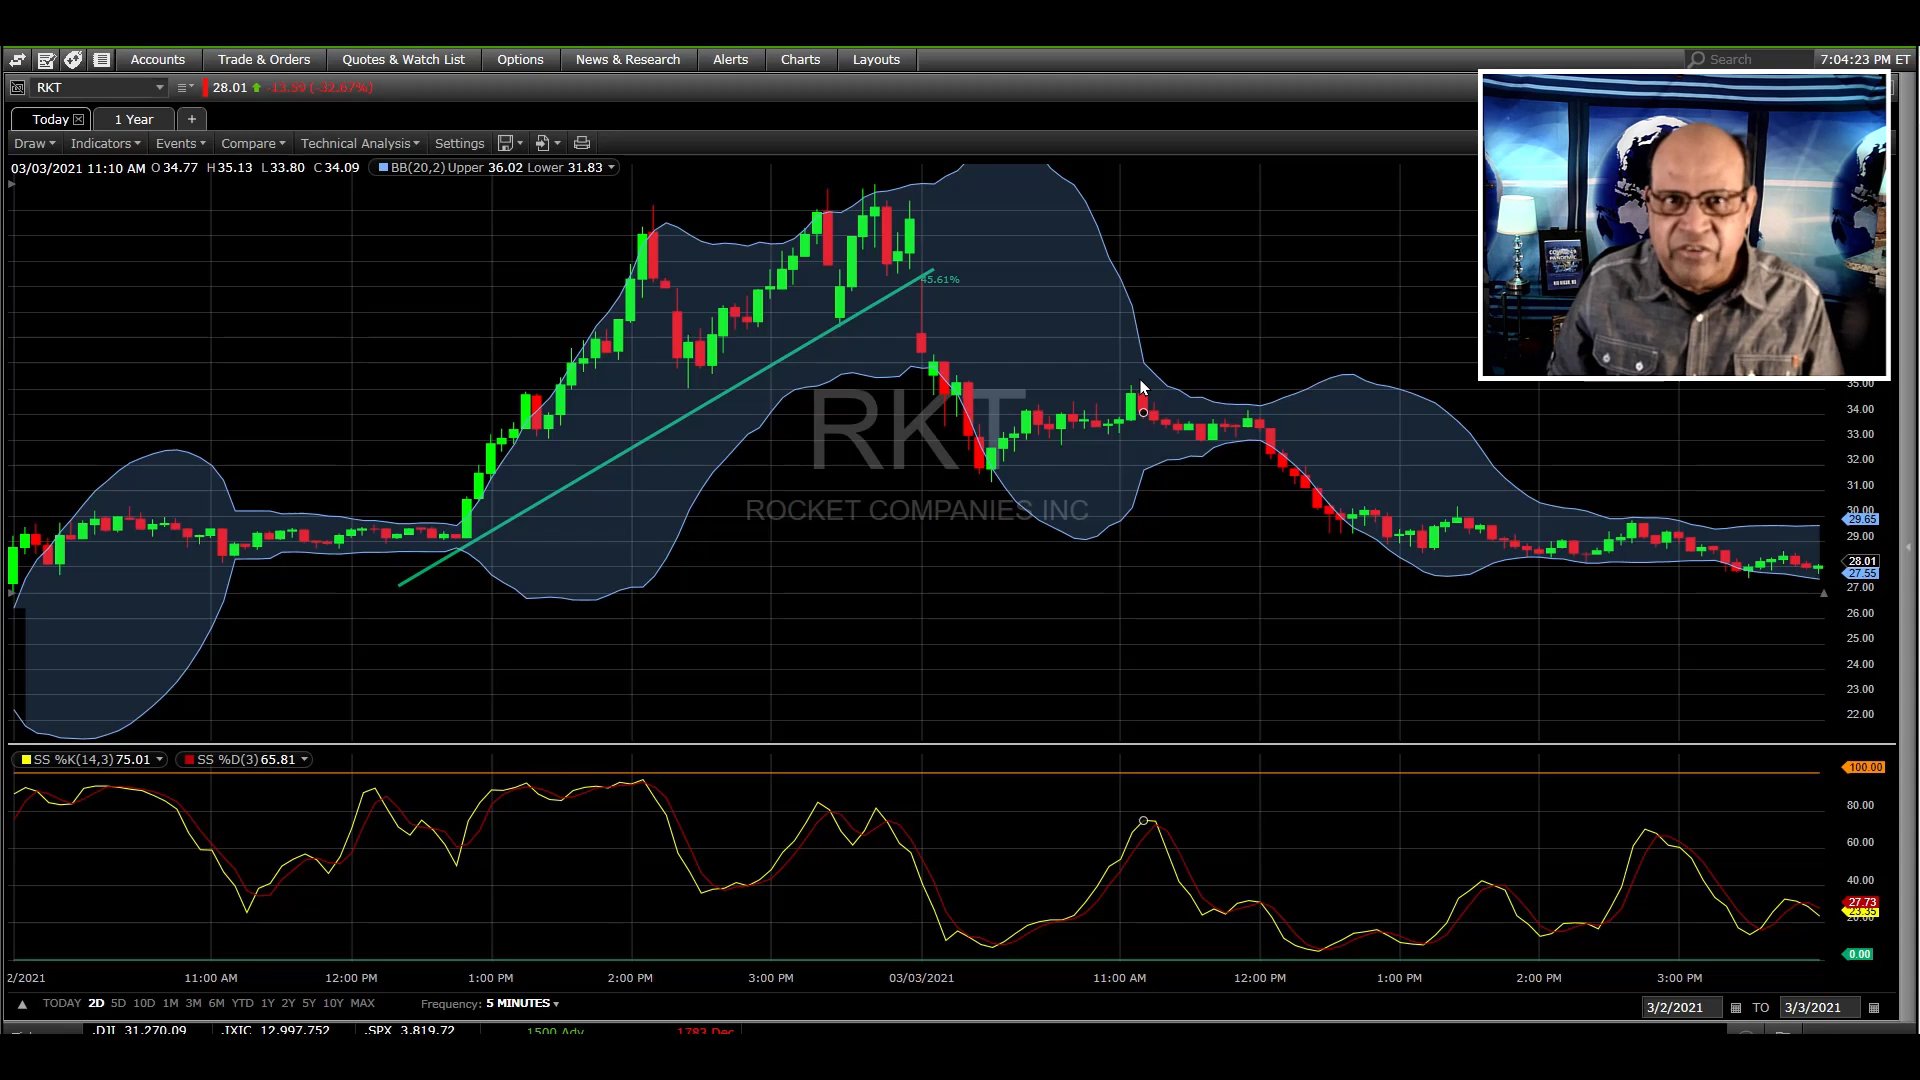 Accounts Trade & Orders Quotes & Watch List Options News & Research Alerts Charts Layouts Search 7:04:23 PM ET
RKT 28.01 -13.59 (-32.67%)
Today 1 Year +
Draw Indicators Events Compare Technical Analysis Settings
03/03/2021 11:10 AM O 34.77 H 35.13 L 33.80 C 34.09 BB(20,2) Upper 36.02 Lower 31.83
45.61%
RKT
ROCKET COMPANIES INC
35.00
34.00
33.00
32.00
31.00
30.00
29.65
29.00
28.01
27.55
27.00
26.00
25.00
24.00
23.00
22.00
SS %K(14,3) 75.01 SS %D(3) 65.81
100.00
80.00
60.00
40.00
27.73
23.35
20.00
0.00
2/2021 11:00 AM 12:00 PM 1:00 PM 2:00 PM 3:00 PM 03/03/2021 11:00 AM 12:00 PM 1:00 PM 2:00 PM 3:00 PM
TODAY 2D 5D 10D 1M 3M 6M YTD 1Y 2Y 5Y 10Y MAX Frequency: 5 MINUTES 3/2/2021 TO 3/3/2021
.DJI 31,270.09 .IXIC 12,997.752 .SPX 3,819.72 1500 Adv 1783 Dec